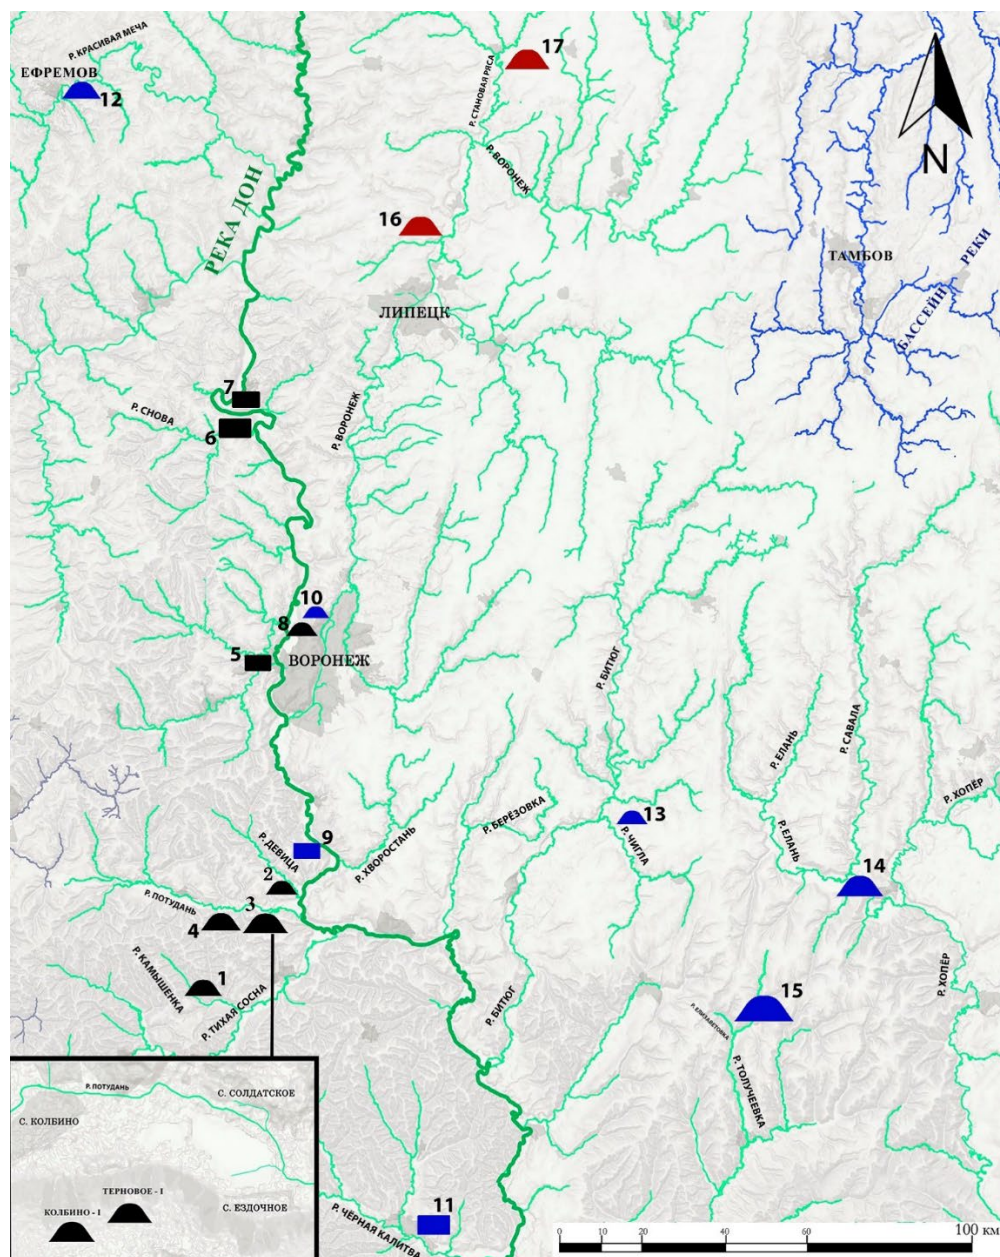 Р. КРАСИВАЯ МЕЧА
ЕФРЕМОВ
12
17
Р. СТАНОВАЯ РЯСА
Р. ВОРОНЕЖ
N
РЕКА ДОН
16
ТАМБОВ
БАССЕЙН РЕКИ
ЛИПЕЦК
7
Р. СНОВА
6
Р. ВОРОНЕЖ
10
8
5
ВОРОНЕЖ
Р. БИТЮГ
Р. САВАЛА
Р. ЕЛАНЬ
Р. ХОПЁР
Р. БЕРЁЗОВКА
13
Р. ЧИГЛА
Р. ЕЛАНЬ
9
Р. ДЕВИЦА
Р. ХВОРОСТАНЬ
2
14
Р. ПОТУДАНЬ
3
4
Р. КАМЫШЕНКА
1
Р. ТИХАЯ СОСНА
Р. БИТЮГ
15
Р. ХОПЁР
Р. ЕЛИЗАВЕТОВКА
Р. ТОЛУЧЕЕВКА
Р. ПОТУДАНЬ
С. СОЛДАТСКОЕ
С. КОЛБИНО
ТЕРНОВОЕ - I
КОЛБИНО - I
С. ЕЗДОЧНОЕ
11
Р. ЧЁРНАЯ КАЛИТВА
0 10 20 40 60 80 100 км